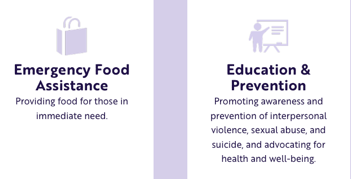 Emergency Food
Assistance
Providing food for those in
immediate need.
Education &
Prevention
Promoting awareness and
prevention of interpersonal
violence, sexual abuse, and
suicide, and advocating for
health and well-being.